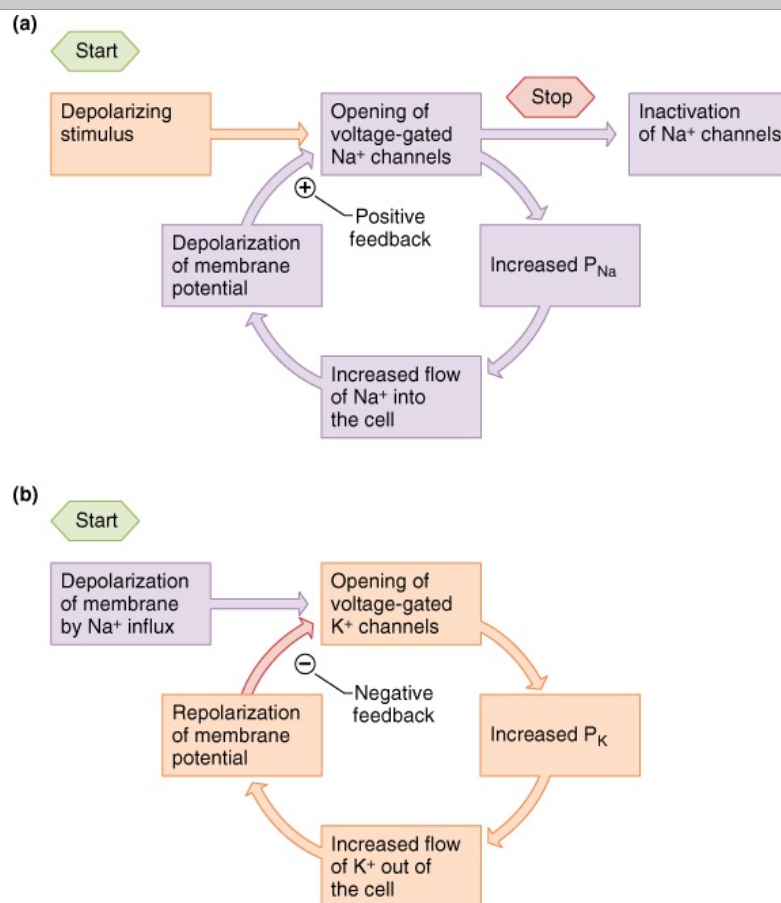 (a)
Start
Depolarizing
stimulus
Opening of
voltage-gated
Na⁺ channels
Stop
Inactivation
of Na⁺ channels
+
Positive
feedback
Depolarization
of membrane
potential
Increased P_Na
Increased flow
of Na⁺ into
the cell
(b)
Start
Depolarization
of membrane
by Na⁺ influx
Opening of
voltage-gated
K⁺ channels
−
Negative
feedback
Repolarization
of membrane
potential
Increased P_K
Increased flow
of K⁺ out of
the cell